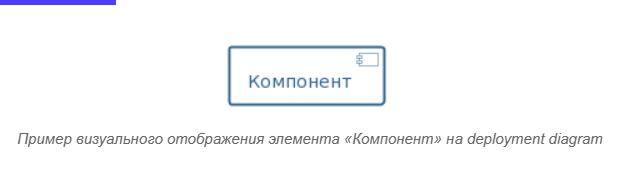 Компонент
Пример визуального отображения элемента «Компонент» на deployment diagram